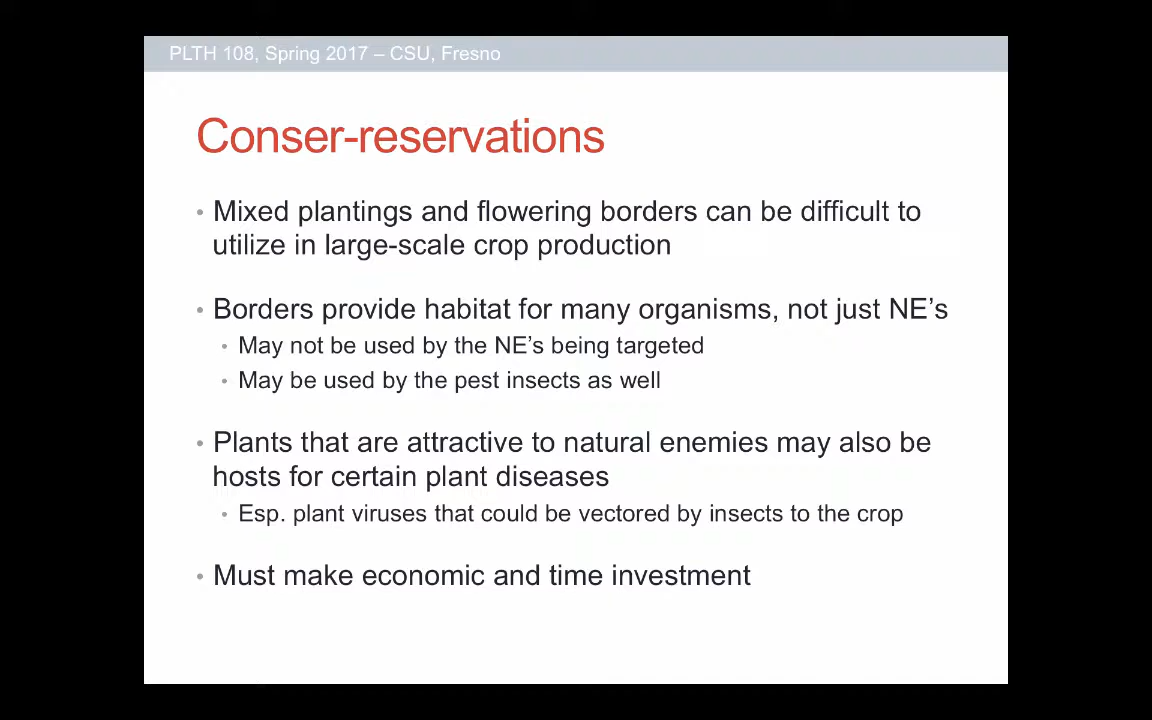 PLTH 108, Spring 2017 – CSU, Fresno
Conser-reservations
• Mixed plantings and flowering borders can be difficult to
utilize in large-scale crop production
• Borders provide habitat for many organisms, not just NE’s
• May not be used by the NE’s being targeted
• May be used by the pest insects as well
• Plants that are attractive to natural enemies may also be
hosts for certain plant diseases
• Esp. plant viruses that could be vectored by insects to the crop
• Must make economic and time investment